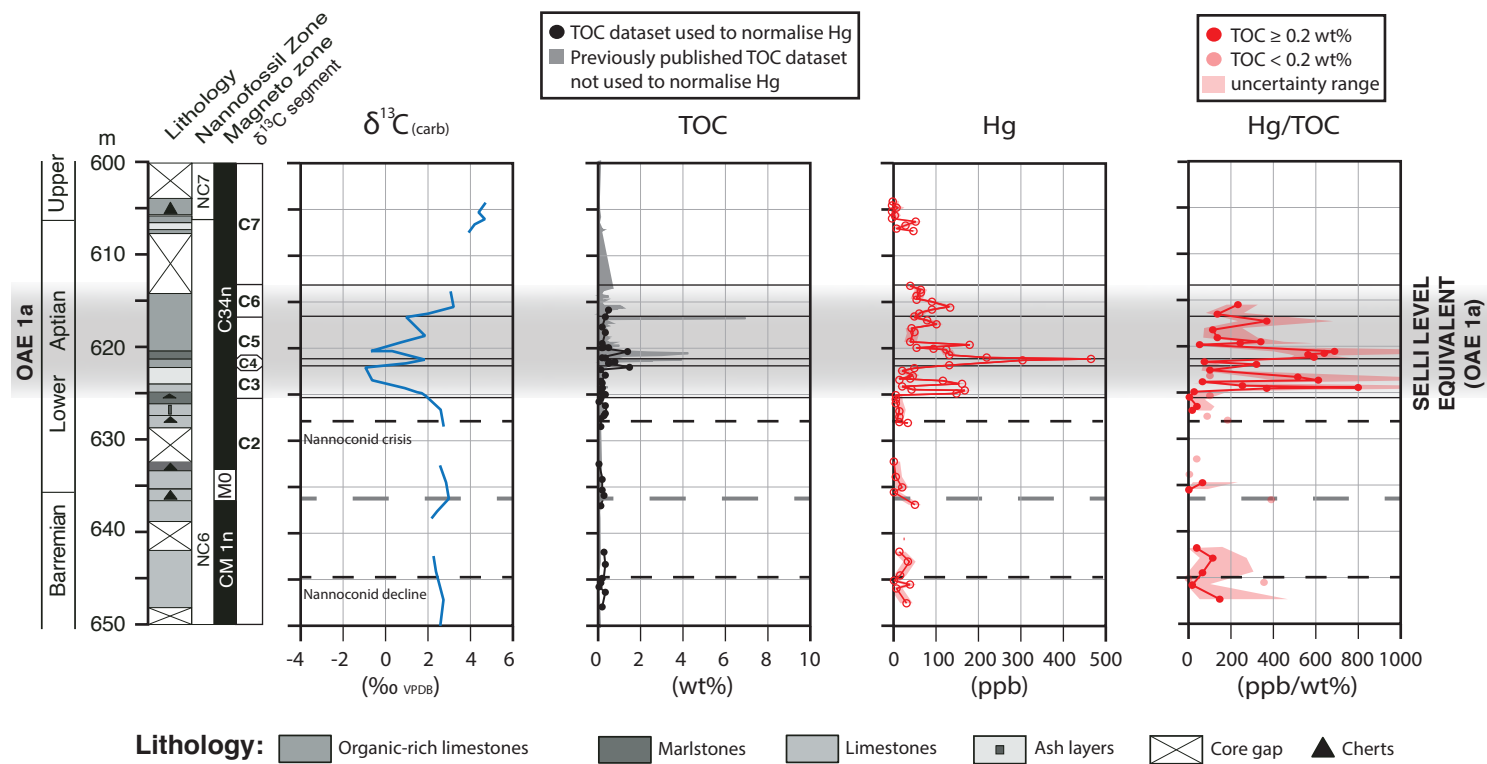 TOC dataset used to normalise Hg
Previously published TOC dataset
not used to normalise Hg
TOC ≥ 0.2 wt%
TOC < 0.2 wt%
uncertainty range
Lithology
Nannofossil Zone
Magneto zone
δ13C segment
m
δ13C (carb)
TOC
Hg
Hg/TOC
OAE 1a
Upper
Aptian
Lower
Barremian
600
610
620
630
640
650
NC7
NC6
C34n
M0
CM 1n
C7
C6
C5
C4
C3
C2
Nannoconid crisis
Nannoconid decline
SELLI LEVEL
EQUIVALENT
(OAE 1a)
-4 -2 0 2 4 6
(‰ VPDB)
0 2 4 6 8 10
(wt%)
0 100 200 300 400 500
(ppb)
0 200 400 600 800 1000
(ppb/wt%)
Lithology:
Organic-rich limestones
Marlstones
Limestones
Ash layers
Core gap
Cherts